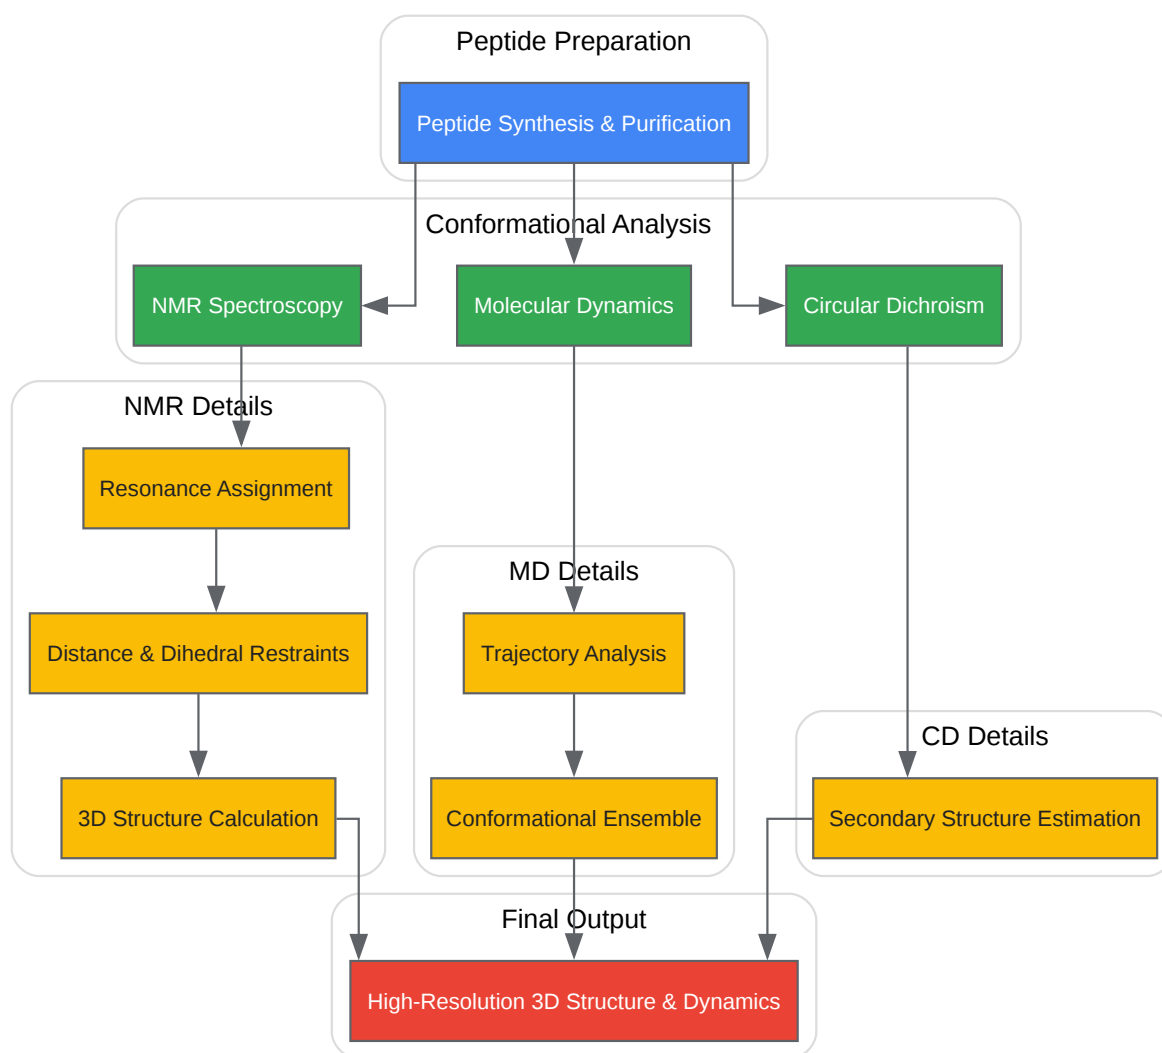 Peptide Preparation
Peptide Synthesis & Purification
Conformational Analysis
NMR Spectroscopy
Molecular Dynamics
Circular Dichroism
NMR Details
Resonance Assignment
Distance & Dihedral Restraints
3D Structure Calculation
MD Details
Trajectory Analysis
Conformational Ensemble
CD Details
Secondary Structure Estimation
Final Output
High-Resolution 3D Structure & Dynamics